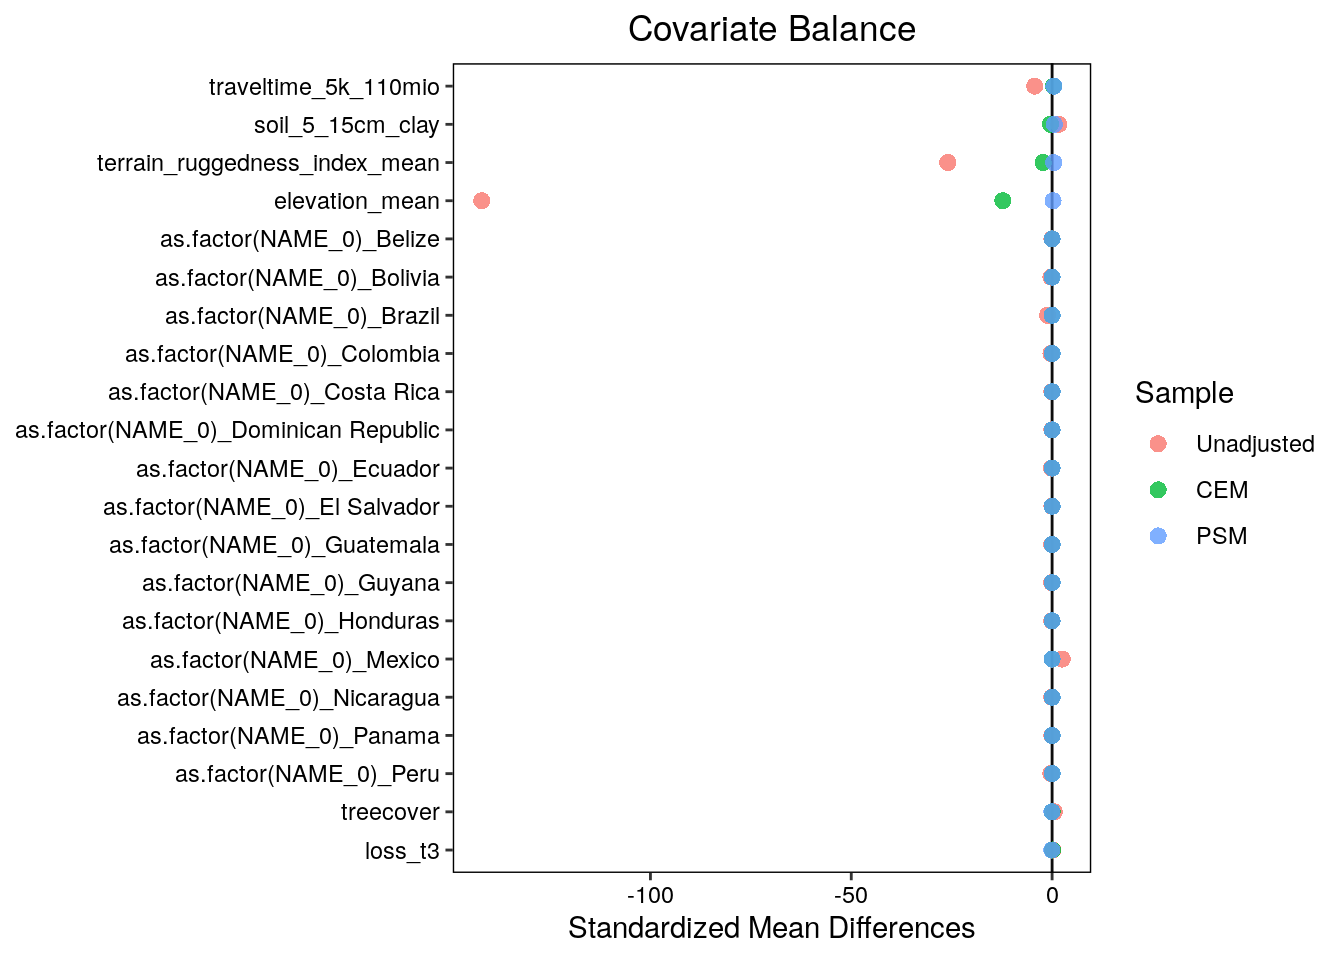 Covariate Balance
traveltime_5k_110mio
soil_5_15cm_clay
terrain_ruggedness_index_mean
elevation_mean
as.factor(NAME_0)_Belize
as.factor(NAME_0)_Bolivia
as.factor(NAME_0)_Brazil
as.factor(NAME_0)_Colombia
as.factor(NAME_0)_Costa Rica
as.factor(NAME_0)_Dominican Republic
as.factor(NAME_0)_Ecuador
as.factor(NAME_0)_El Salvador
as.factor(NAME_0)_Guatemala
as.factor(NAME_0)_Guyana
as.factor(NAME_0)_Honduras
as.factor(NAME_0)_Mexico
as.factor(NAME_0)_Nicaragua
as.factor(NAME_0)_Panama
as.factor(NAME_0)_Peru
treecover
loss_t3
-100 -50 0
Standardized Mean Differences
Sample
Unadjusted
CEM
PSM